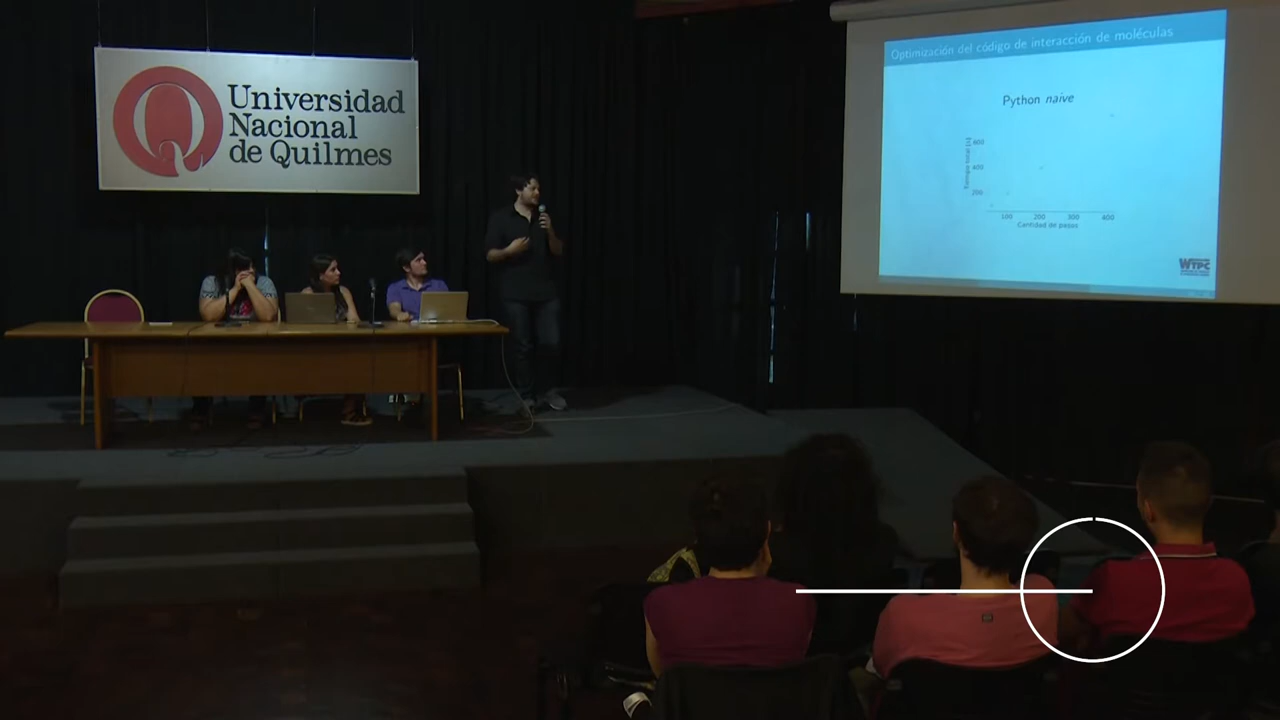 Universidad
Nacional
de Quilmes
Optimización del código de interacción de moléculas
Python naive
600
400
200
100 200 300 400
Cantidad de pasos
WTPC